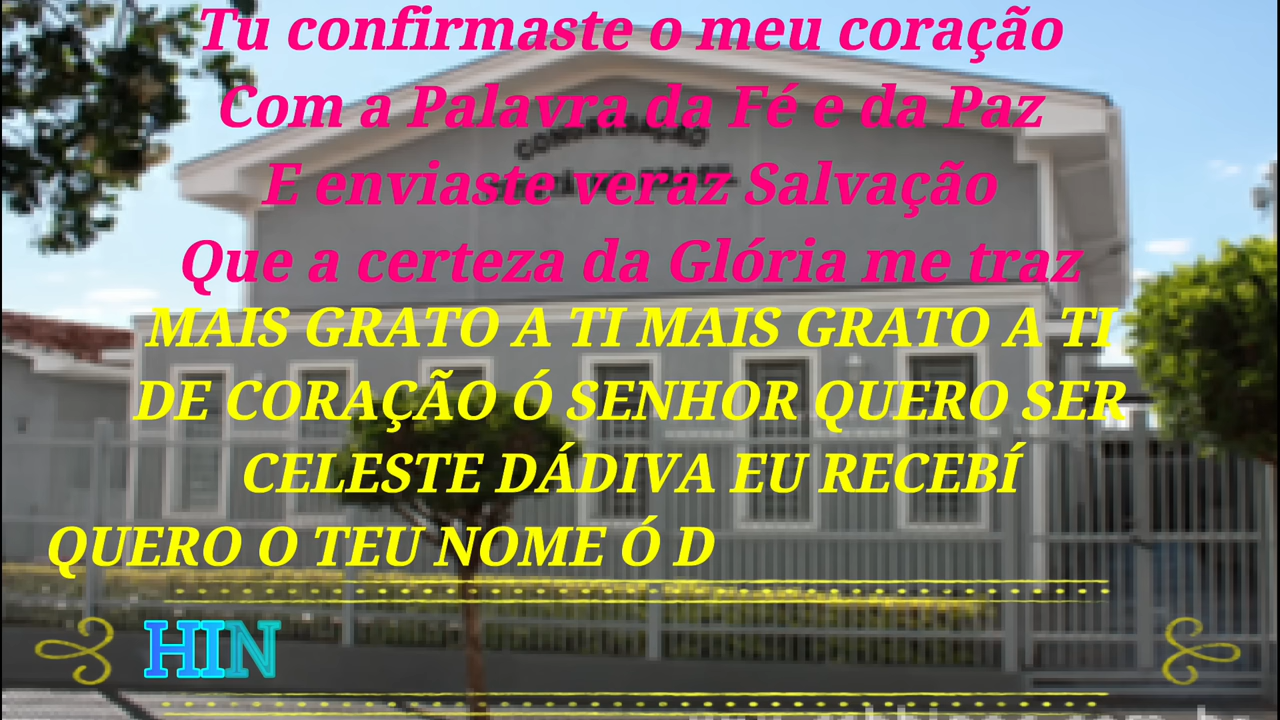 Tu confirmaste o meu coração
Com a Palavra da Fé e da Paz
E enviaste veraz Salvação
Que a certeza da Glória me traz
MAIS GRATO A TI MAIS GRATO A TI
DE CORAÇÃO Ó SENHOR QUERO SER
CELESTE DÁDIVA EU RECEBÍ
QUERO O TEU NOME Ó D
HIN